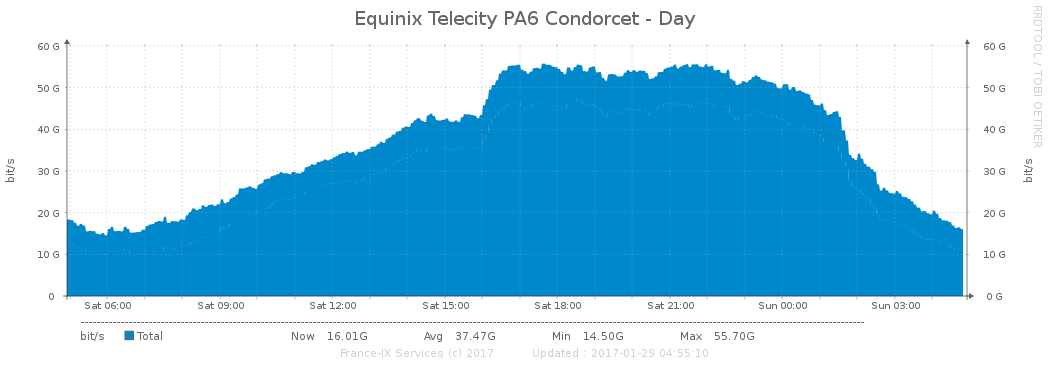 Equinix Telecity PA6 Condorcet - Day
RRDTOOL / TOBI OETIKER
60 G 60 G
50 G 50 G
40 G 40 G
30 G 30 G
20 G 20 G
10 G 10 G
0 0 G
bit/s
bit/s
Sat 06:00 Sat 09:00 Sat 12:00 Sat 15:00 Sat 18:00 Sat 21:00 Sun 00:00 Sun 03:00
bit/s Total Now 16.01G Avg 37.47G Min 14.50G Max 55.70G
France-IX Services (c) 2017 Updated : 2017-01-29 04:55:10